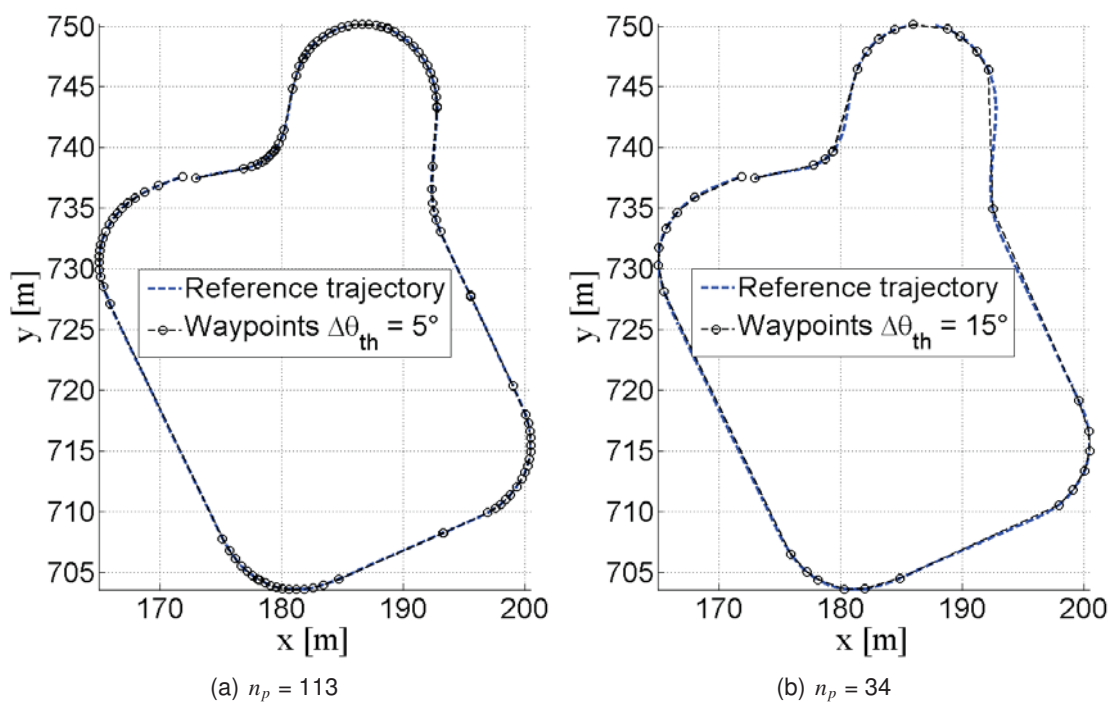 750
745
740
735
730
725
720
715
710
705
170
180
190
200
y [m]
x [m]
Reference trajectory
Waypoints Δθth = 5°
(a) np = 113
750
745
740
735
730
725
720
715
710
705
170
180
190
200
y [m]
x [m]
Reference trajectory
Waypoints Δθth = 15°
(b) np = 34